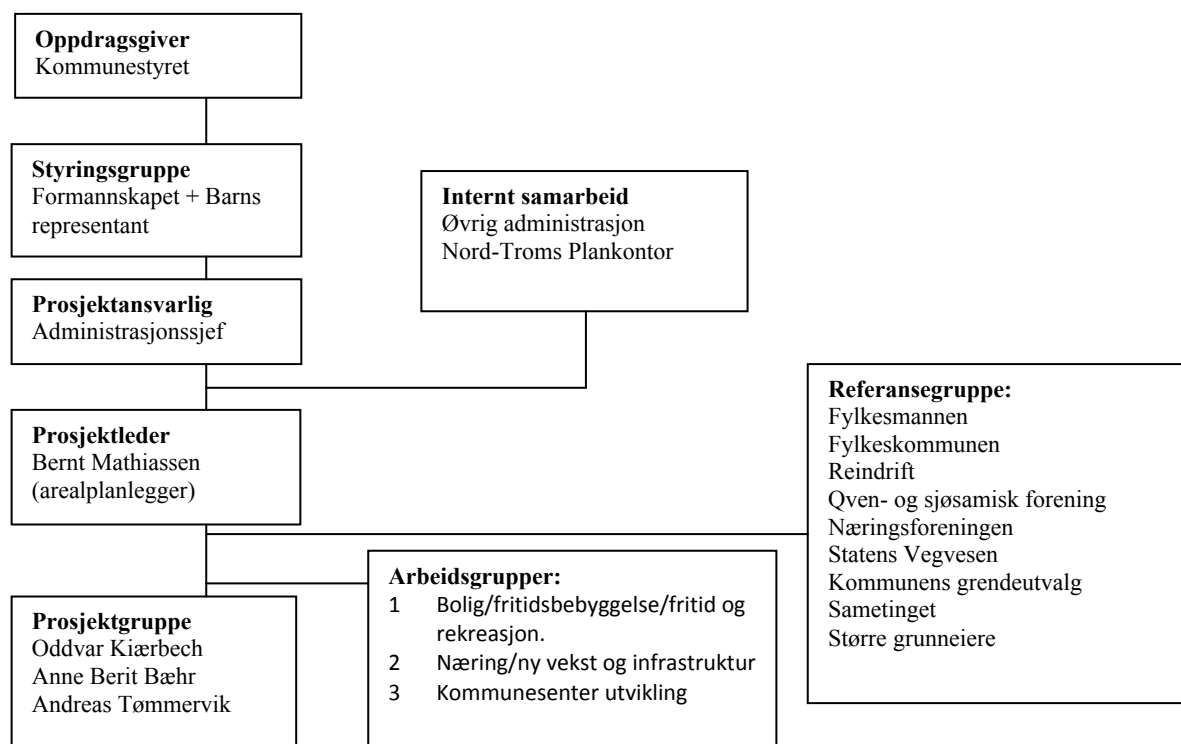 Oppdragsgiver
Kommunestyret
Styringsgruppe
Formannskapet + Barns
representant
Internt samarbeid
Øvrig administrasjon
Nord-Troms Plankontor
Prosjektansvarlig
Administrasjonssjef
Prosjektleder
Bernt Mathiassen
(arealplanlegger)
Referansegruppe:
Fylkesmannen
Fylkeskommunen
Reindrift
Qven- og sjøsamisk forening
Næringsforeningen
Statens Vegvesen
Kommunens grendeutvalg
Sametinget
Større grunneiere
Arbeidsgrupper:
1 Bolig/fritidsbebyggelse/fritid og
rekreasjon.
2 Næring/ny vekst og infrastruktur
3 Kommunesenter utvikling
Prosjektgruppe
Oddvar Kiærbech
Anne Berit Bæhr
Andreas Tømmervik